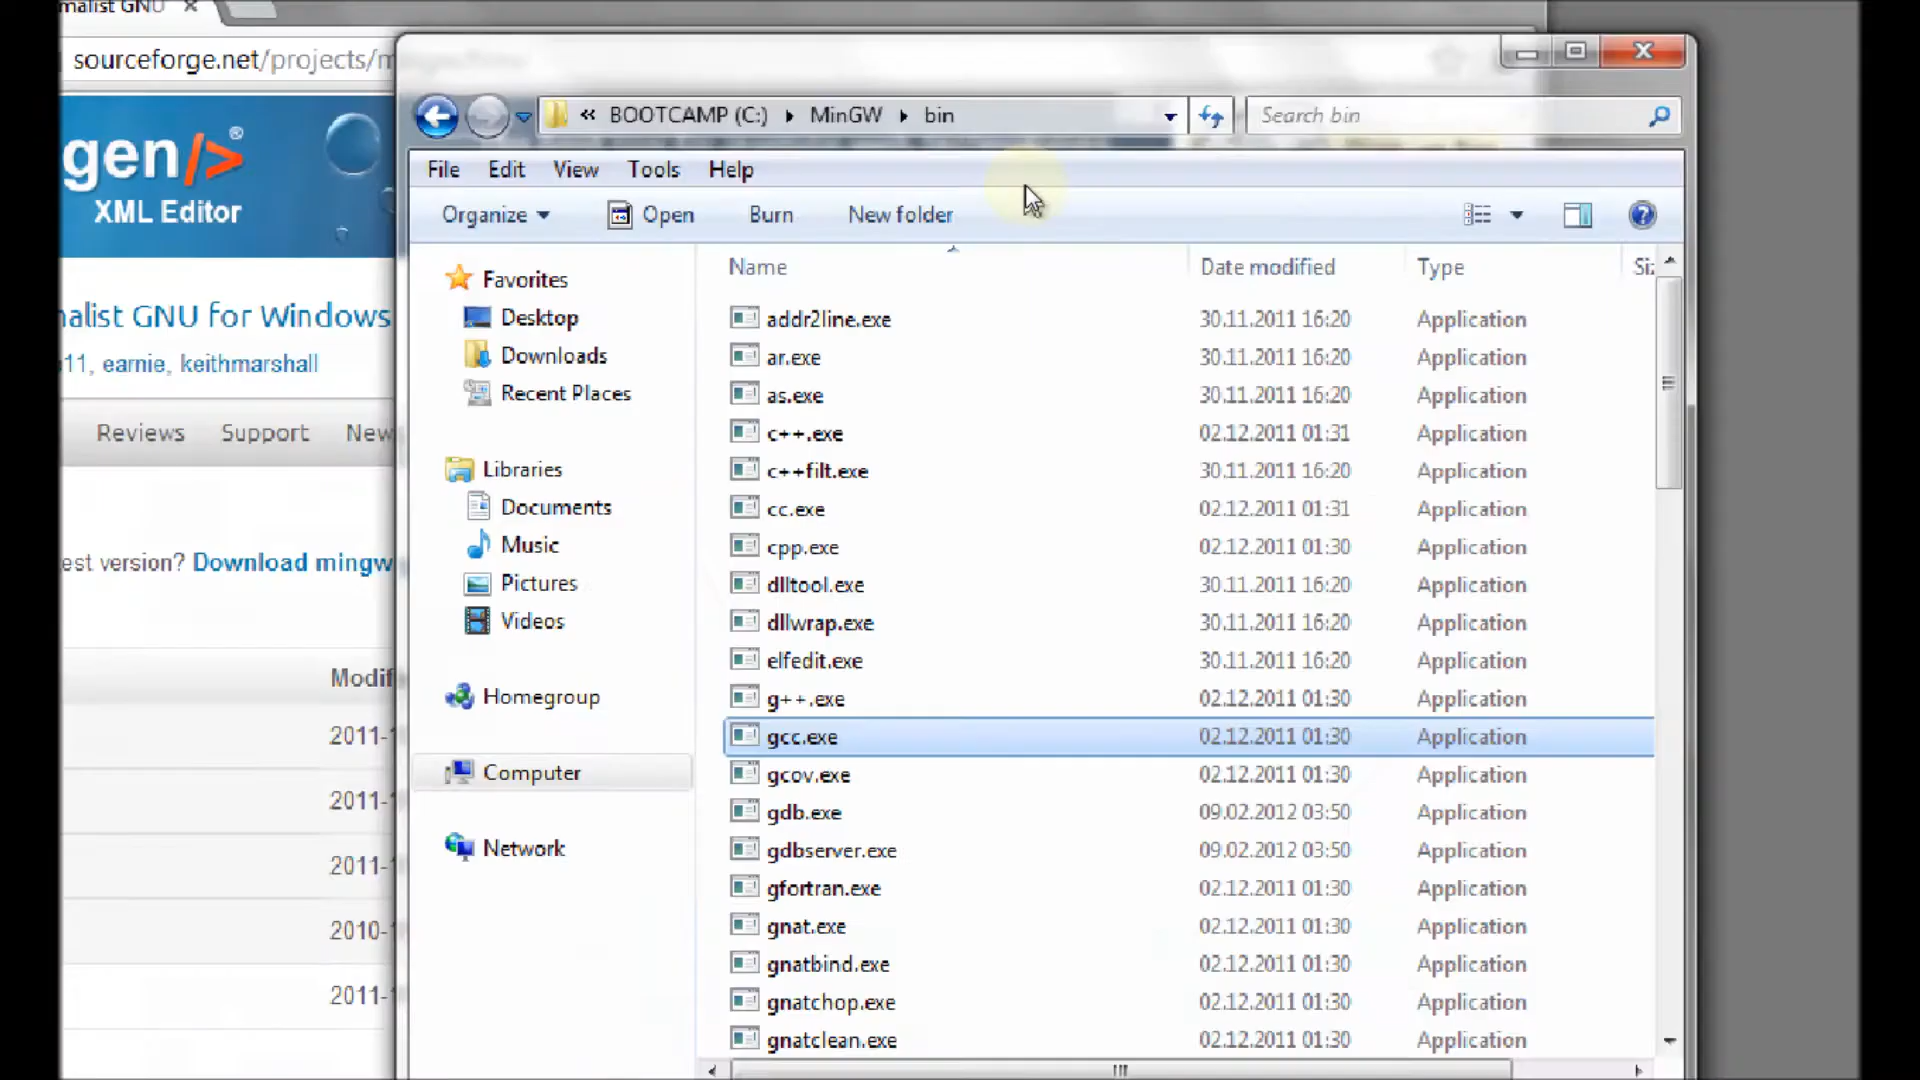 malist GNU
sourceforge.net/projects/m
gen/>®
XML Editor
nalist GNU for Windows
11, earnie, keithmarshall
Reviews Support New
est version? Download mingw
Modif
2011-
2011-
2011-
2010-
2011-
« BOOTCAMP (C:) MinGW bin
Search bin
File Edit View Tools Help
Organize Open Burn New folder
Favorites
Desktop
Downloads
Recent Places
Libraries
Documents
Music
Pictures
Videos
Homegroup
Computer
Network
Name Date modified Type Siz
addr2line.exe 30.11.2011 16:20 Application
ar.exe 30.11.2011 16:20 Application
as.exe 30.11.2011 16:20 Application
c++.exe 02.12.2011 01:31 Application
c++filt.exe 30.11.2011 16:20 Application
cc.exe 02.12.2011 01:31 Application
cpp.exe 02.12.2011 01:30 Application
dlltool.exe 30.11.2011 16:20 Application
dllwrap.exe 30.11.2011 16:20 Application
elfedit.exe 30.11.2011 16:20 Application
g++.exe 02.12.2011 01:30 Application
gcc.exe 02.12.2011 01:30 Application
gcov.exe 02.12.2011 01:30 Application
gdb.exe 09.02.2012 03:50 Application
gdbserver.exe 09.02.2012 03:50 Application
gfortran.exe 02.12.2011 01:30 Application
gnat.exe 02.12.2011 01:30 Application
gnatbind.exe 02.12.2011 01:30 Application
gnatchop.exe 02.12.2011 01:30 Application
gnatclean.exe 02.12.2011 01:30 Application